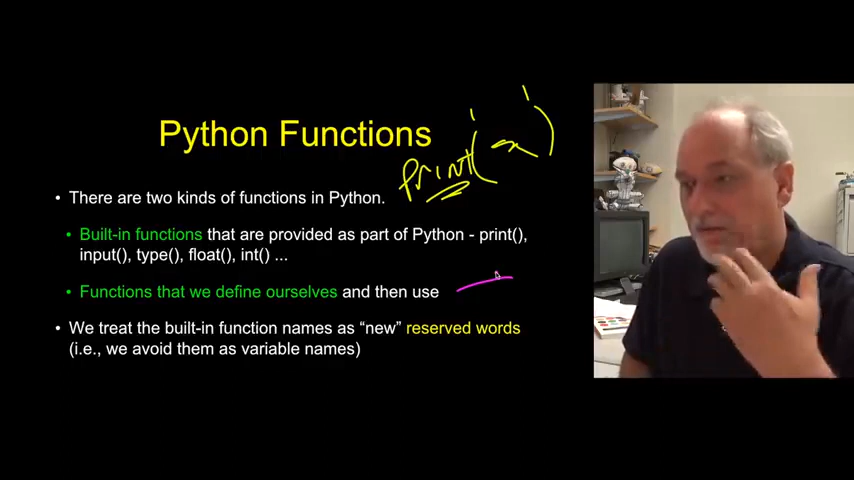 Python Functions
print(' ')
• There are two kinds of functions in Python.
• Built-in functions that are provided as part of Python - print(),
input(), type(), float(), int() ...
• Functions that we define ourselves and then use
• We treat the built-in function names as “new” reserved words
(i.e., we avoid them as variable names)